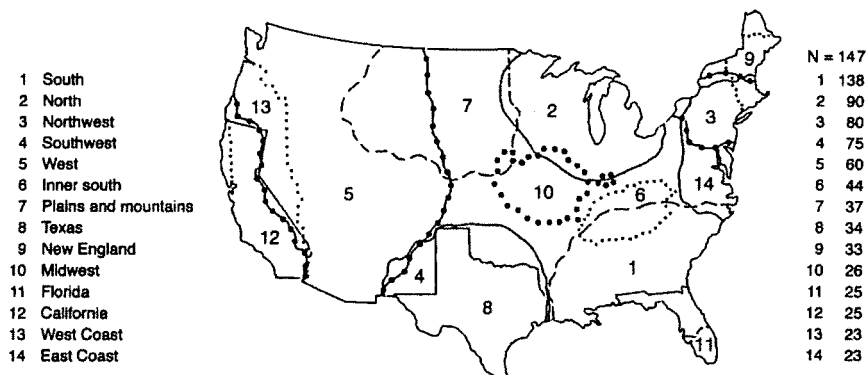 1 South
2 North
3 Northwest
4 Southwest
5 West
6 Inner south
7 Plains and mountains
8 Texas
9 New England
10 Midwest
11 Florida
12 California
13 West Coast
14 East Coast
13
12
5
7
2
10
4
8
6
1
3
14
9
11
N = 147
1 138
2 90
3 80
4 75
5 60
6 44
7 37
8 34
9 33
10 26
11 25
12 25
13 23
14 23